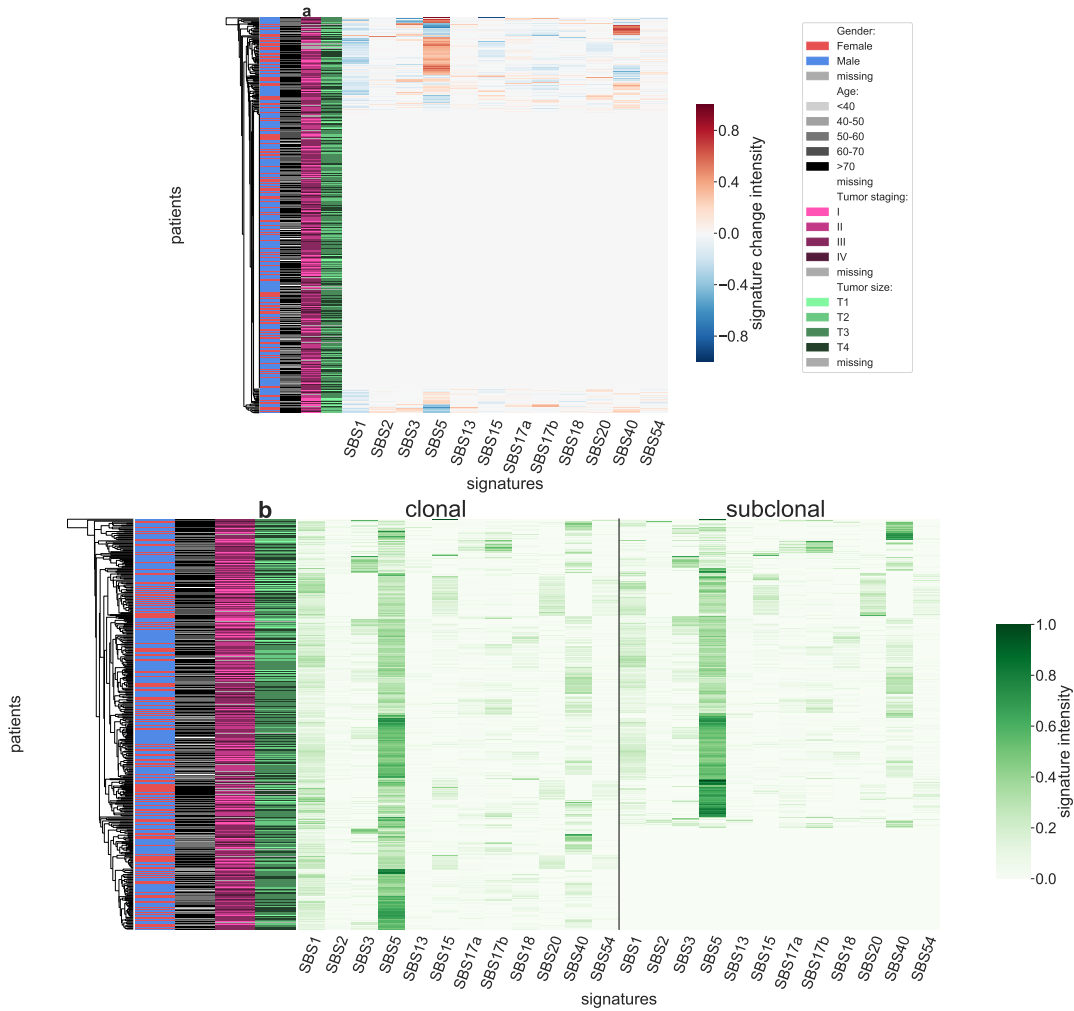 a
patients
SBS1
SBS2
SBS3
SBS5
SBS13
SBS15
SBS17a
SBS17b
SBS18
SBS20
SBS40
SBS54
signatures
0.8
0.4
0.0
−0.4
−0.8
signature change intensity
Gender:
Female
Male
missing
Age:
<40
40-50
50-60
60-70
>70
missing
Tumor staging:
I
II
III
IV
missing
Tumor size:
T1
T2
T3
T4
missing
b
clonal
subclonal
patients
SBS1
SBS2
SBS3
SBS5
SBS13
SBS15
SBS17a
SBS17b
SBS18
SBS20
SBS40
SBS54
SBS1
SBS2
SBS3
SBS5
SBS13
SBS15
SBS17a
SBS17b
SBS18
SBS20
SBS40
SBS54
signatures
1.0
0.8
0.6
0.4
0.2
0.0
signature intensity